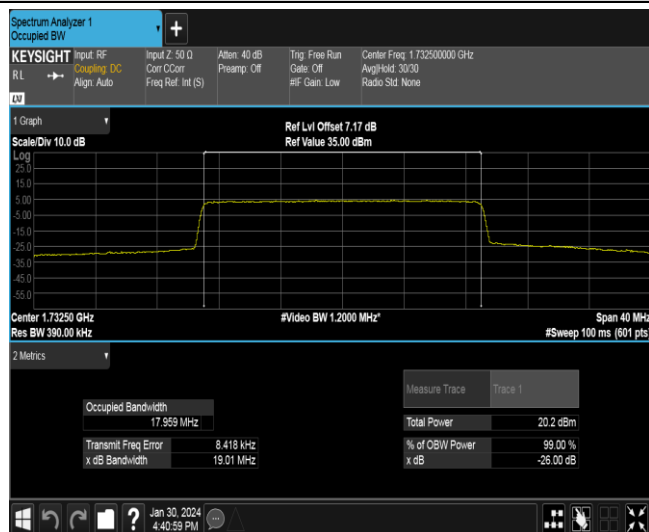 Spectrum Analyzer 1
Occupied BW
+
KEYSIGHT Input: RF Input Z: 50 Ω Atten: 40 dB Trig: Free Run Center Freq: 1.732500000 GHz
RL Coupling: DC Corr CCorr Preamp: Off Gate: Off Avg|Hold: 30/30
Align: Auto Freq Ref: Int (S) #IF Gain: Low Radio Std: None
LXI
1 Graph
Ref Lvl Offset 7.17 dB
Scale/Div 10.0 dB Ref Value 35.00 dBm
Log
25.0
15.0
5.00
-5.00
-15.0
-25.0
-35.0
-45.0
-55.0
Center 1.73250 GHz #Video BW 1.2000 MHz* Span 40 MHz
Res BW 390.00 kHz #Sweep 100 ms (601 pts
2 Metrics
Measure Trace Trace 1
Occupied Bandwidth
17.959 MHz
Total Power 20.2 dBm
Transmit Freq Error 8.418 kHz % of OBW Power 99.00 %
x dB Bandwidth 19.01 MHz x dB -26.00 dB
?
Jan 30, 2024
4:40:59 PM